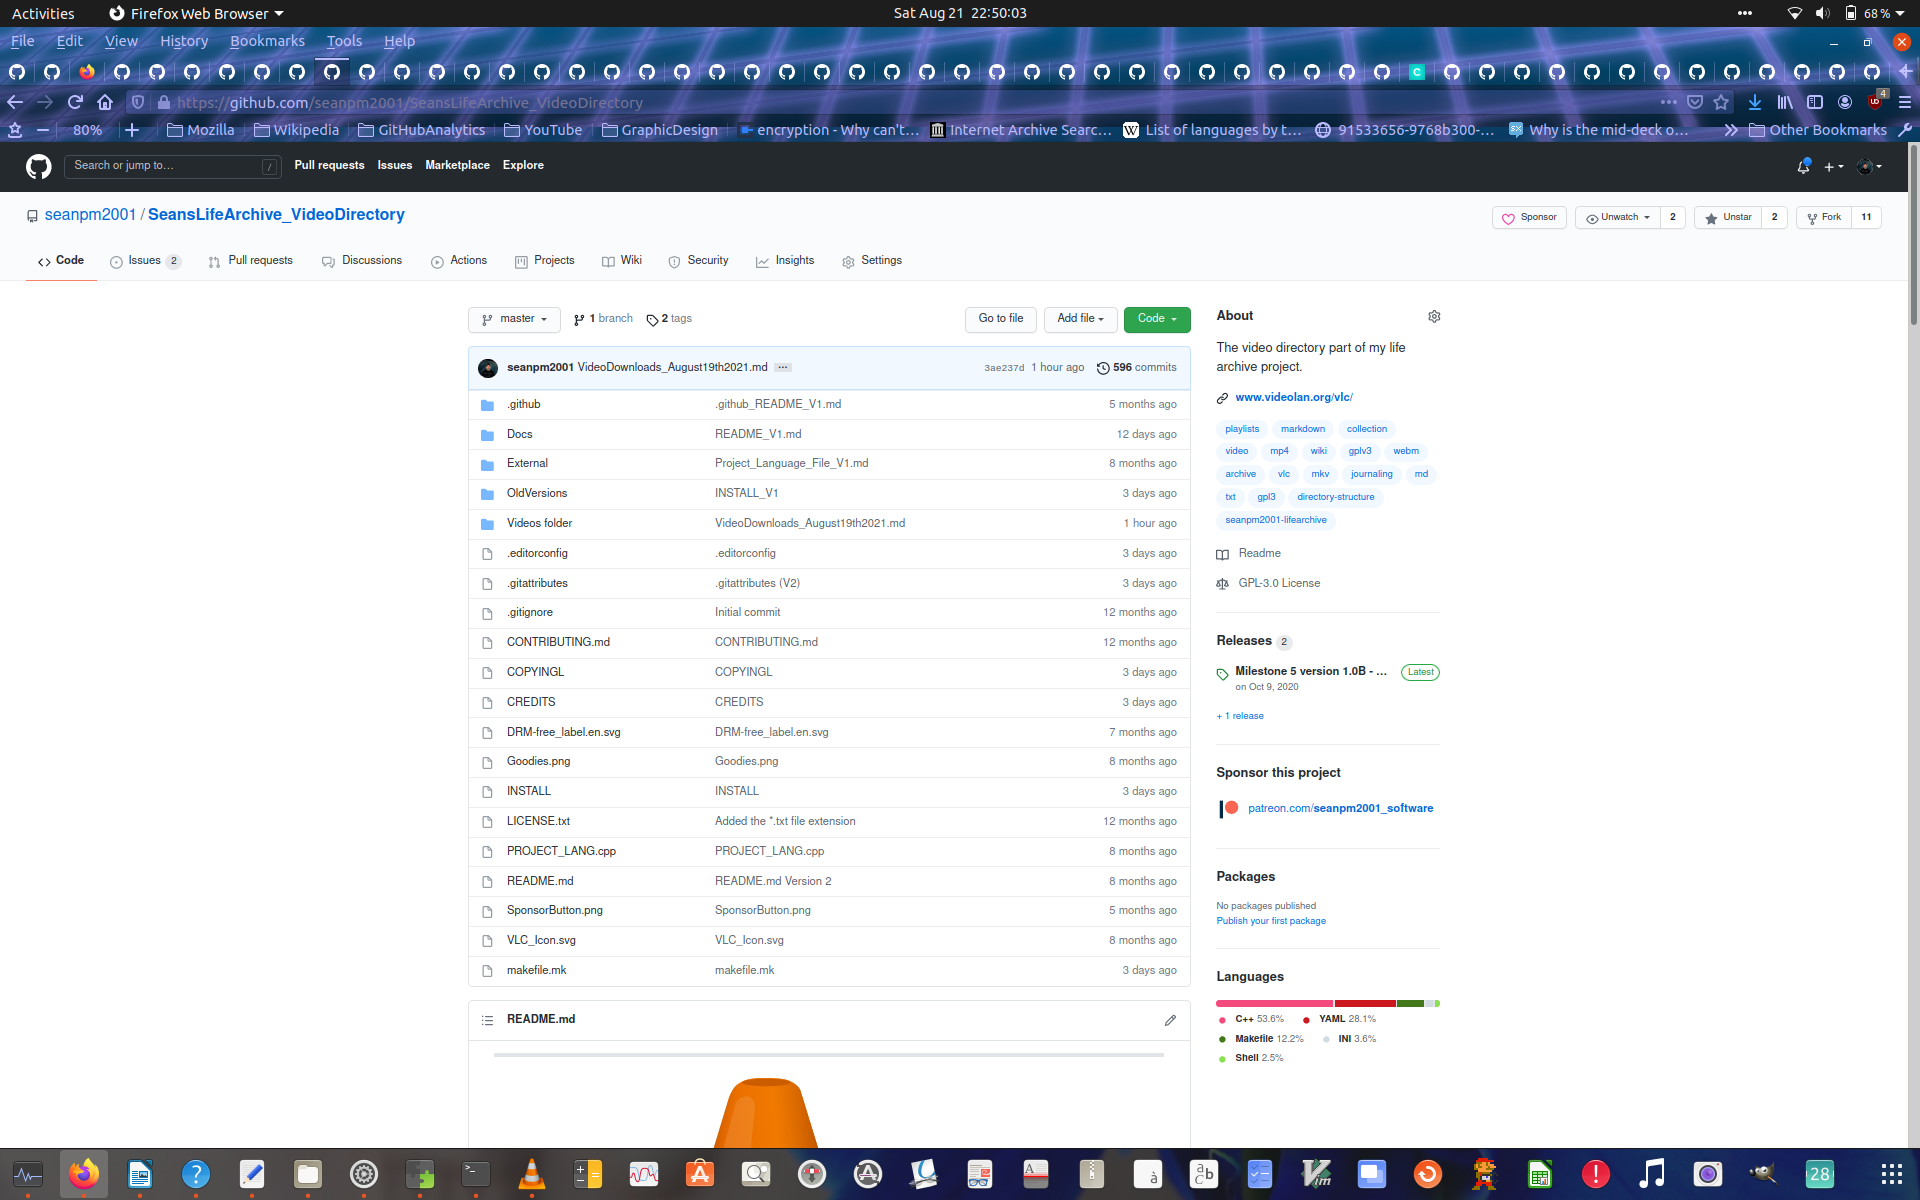 Activities Firefox Web Browser Sat Aug 21 22:50:03 68 %
File Edit View History Bookmarks Tools Help
https://github.com/seanpm2001/SeansLifeArchive_VideoDirectory 4
80% Mozilla Wikipedia GitHubAnalytics YouTube GraphicDesign encryption - Why can't… Internet Archive Searc… List of languages by t… 91533656-9768b300-… Why is the mid-deck o… Other Bookmarks
Search or jump to… / Pull requests Issues Marketplace Explore
seanpm2001 / SeansLifeArchive_VideoDirectory Sponsor Unwatch 2 Unstar 2 Fork 11
Code Issues 2 Pull requests Discussions Actions Projects Wiki Security Insights Settings
master 1 branch 2 tags Go to file Add file Code
seanpm2001 VideoDownloads_August19th2021.md ... 3ae237d 1 hour ago 596 commits
.github .github_README_V1.md 5 months ago
Docs README_V1.md 12 days ago
External Project_Language_File_V1.md 8 months ago
OldVersions INSTALL_V1 3 days ago
Videos folder VideoDownloads_August19th2021.md 1 hour ago
.editorconfig .editorconfig 3 days ago
.gitattributes .gitattributes (V2) 3 days ago
.gitignore Initial commit 12 months ago
CONTRIBUTING.md CONTRIBUTING.md 12 months ago
COPYINGL COPYINGL 3 days ago
CREDITS CREDITS 3 days ago
DRM-free_label.en.svg DRM-free_label.en.svg 7 months ago
Goodies.png Goodies.png 8 months ago
INSTALL INSTALL 3 days ago
LICENSE.txt Added the *.txt file extension 12 months ago
PROJECT_LANG.cpp PROJECT_LANG.cpp 8 months ago
README.md README.md Version 2 8 months ago
SponsorButton.png SponsorButton.png 5 months ago
VLC_Icon.svg VLC_Icon.svg 8 months ago
makefile.mk makefile.mk 3 days ago
README.md
About
The video directory part of my life
archive project.
www.videolan.org/vlc/
playlists markdown collection
video mp4 wiki gplv3 webm
archive vlc mkv journaling md
txt gpl3 directory-structure
seanpm2001-lifearchive
Readme
GPL-3.0 License
Releases 2
Milestone 5 version 1.0B - ... Latest
on Oct 9, 2020
+ 1 release
Sponsor this project
patreon.com/seanpm2001_software
Packages
No packages published
Publish your first package
Languages
C++ 53.6% YAML 28.1%
Makefile 12.2% INI 3.6%
Shell 2.5%
28